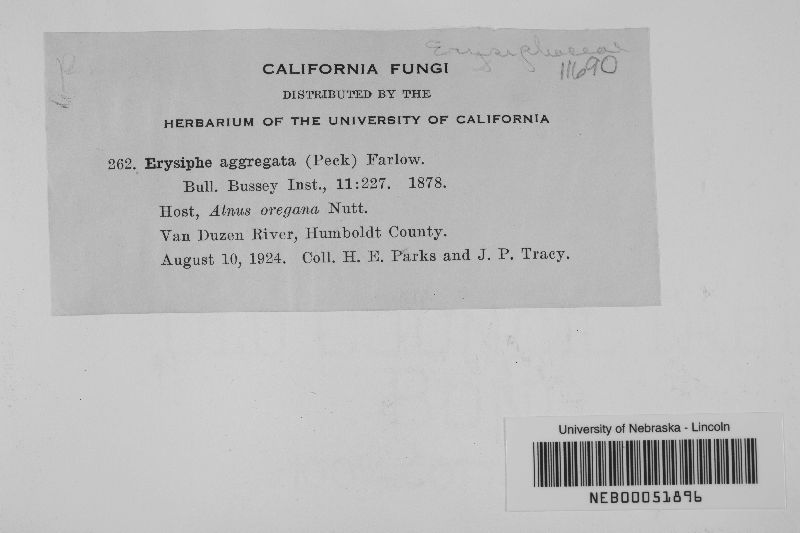 Erysiphaceae
11690
CALIFORNIA FUNGI
DISTRIBUTED BY THE
HERBARIUM OF THE UNIVERSITY OF CALIFORNIA
262. Erysiphe aggregata (Peck) Farlow.
Bull. Bussey Inst., 11:227. 1878.
Host, Alnus oregana Nutt.
Van Duzen River, Humboldt County.
August 10, 1924. Coll. H. E. Parks and J. P. Tracy.
University of Nebraska - Lincoln
NEB00051896